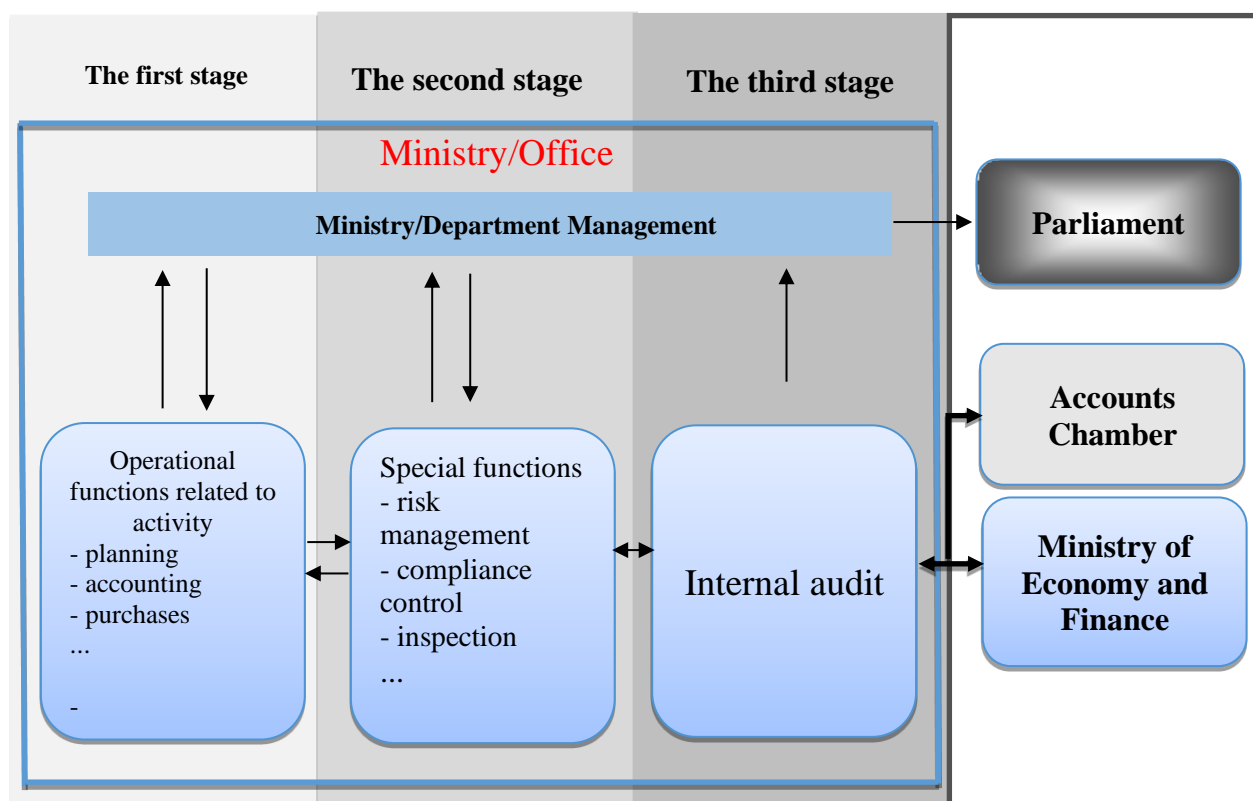 The first stage
The second stage
The third stage
Ministry/Office
Ministry/Department Management
Parliament
Operational
functions related to
activity
- planning
- accounting
- purchases
...
-
Special functions
- risk
management
- compliance
control
- inspection
...
Internal audit
Accounts
Chamber
Ministry of
Economy and
Finance